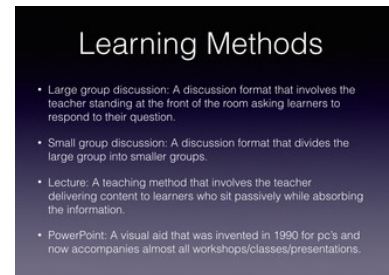 Learning Methods
• Large group discussion: A discussion format that involves the
teacher standing at the front of the room asking learners to
respond to their question.
• Small group discussion: A discussion format that divides the
large group into smaller groups.
• Lecture: A teaching method that involves the teacher
delivering content to learners who sit passively while absorbing
the information.
• PowerPoint: A visual aid that was invented in 1990 for pc's and
now accompanies almost all workshops/classes/presentations.